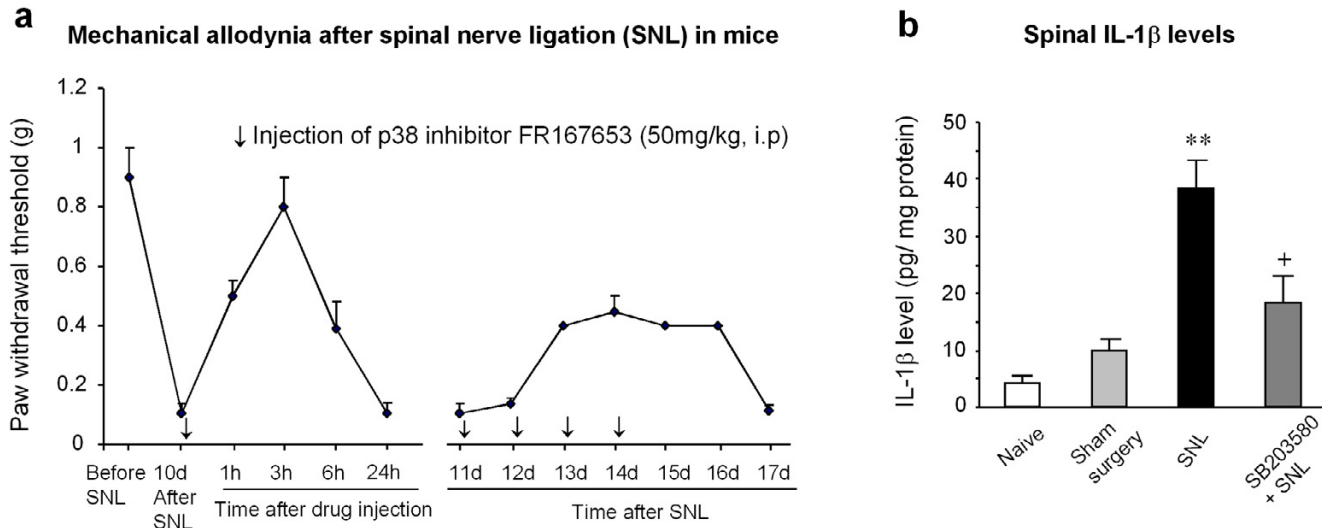 a
Mechanical allodynia after spinal nerve ligation (SNL) in mice
Paw withdrawal threshold (g)
1.2
1
0.8
0.6
0.4
0.2
0
↓ Injection of p38 inhibitor FR167653 (50mg/kg, i.p)
Before
SNL
10d
After
SNL
1h 3h 6h 24h
Time after drug injection
11d 12d 13d 14d 15d 16d 17d
Time after SNL
b
Spinal IL-1β levels
IL-1β level (pg/ mg protein)
50
40
50
30
20
10
0
**
+
Naive
Sham
surgery
SNL
SB203580
+ SNL